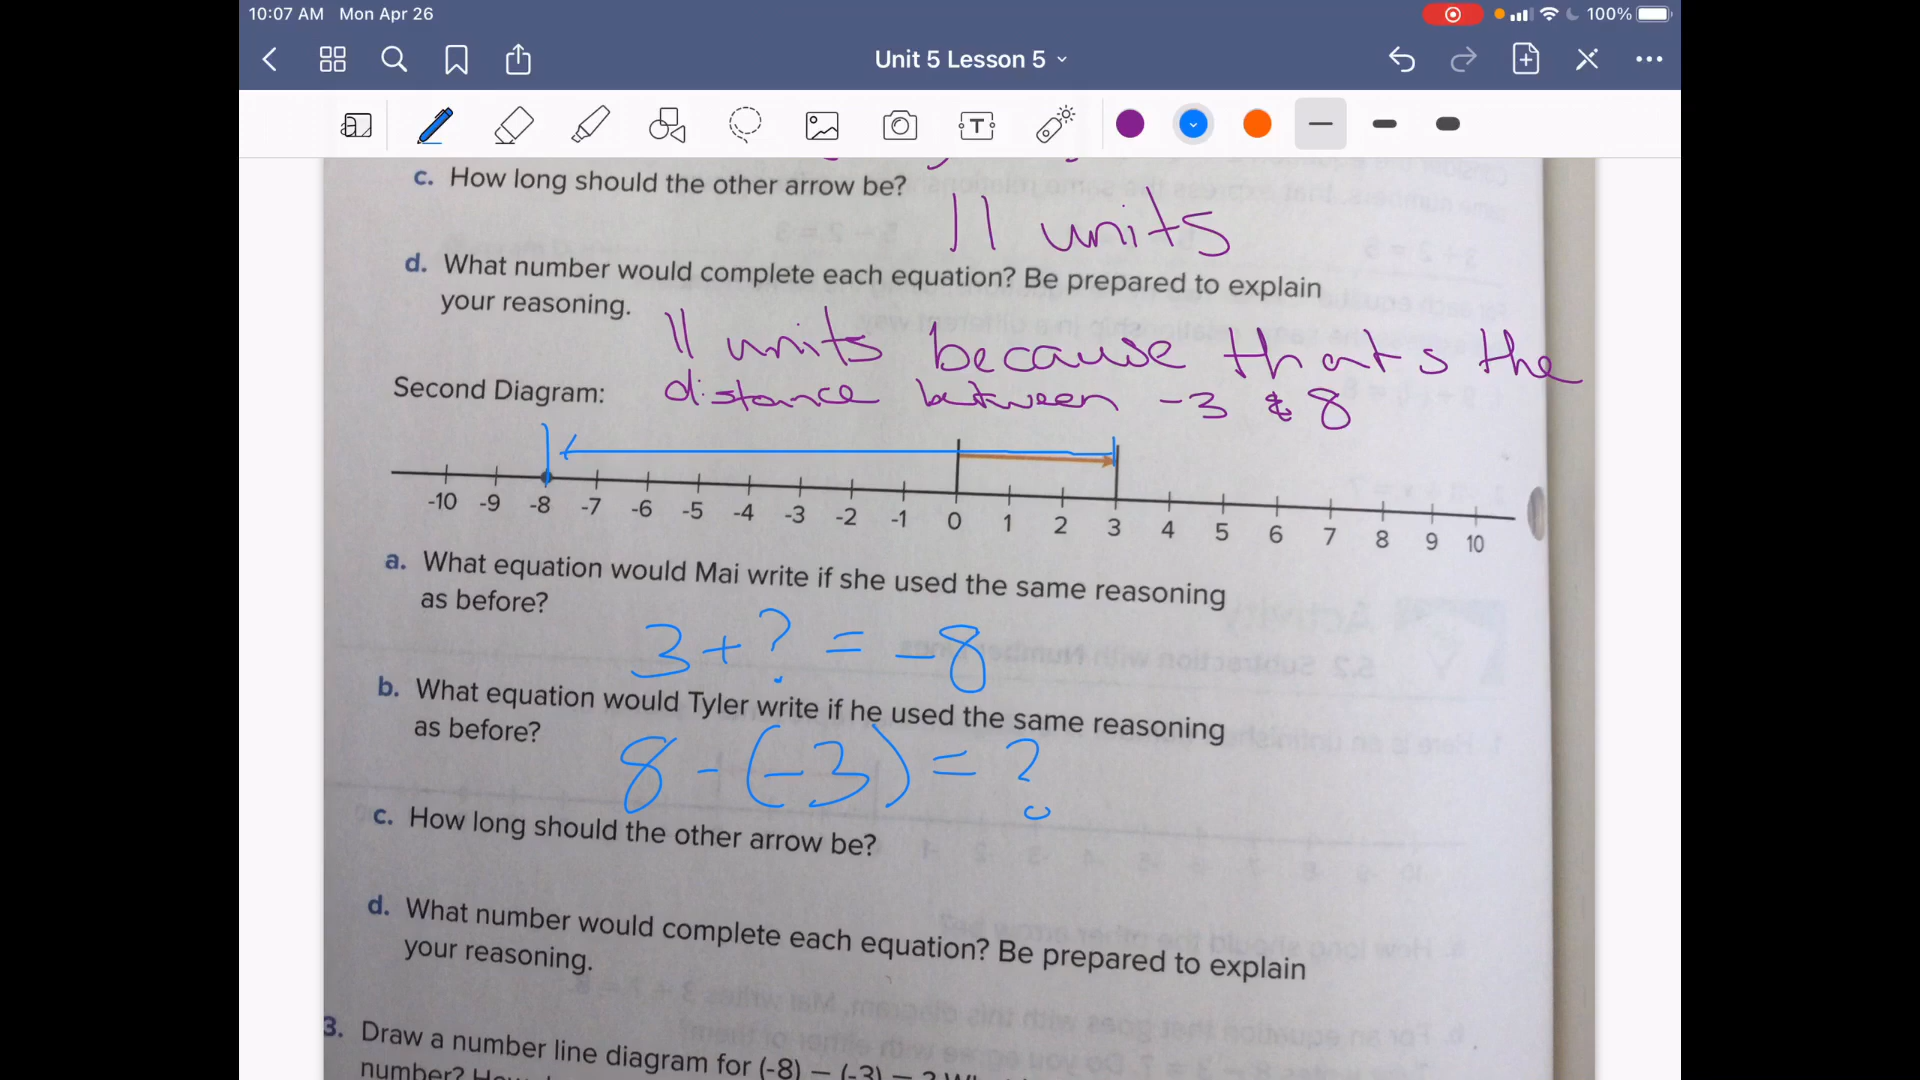 10:07 AM Mon Apr 26
100%
Unit 5 Lesson 5
T
c. How long should the other arrow be?
11 units
d. What number would complete each equation? Be prepared to explain
your reasoning.
11 units because that s the
distance between -3 & 8
Second Diagram:
-10 -9 -8 -7 -6 -5 -4 -3 -2 -1 0 1 2 3 4 5 6 7 8 9 10
a. What equation would Mai write if she used the same reasoning
as before?
3 + ? = -8
b. What equation would Tyler write if he used the same reasoning
as before?
8 - (-3) = ?
c. How long should the other arrow be?
d. What number would complete each equation? Be prepared to explain
your reasoning.
3. Draw a number line diagram for (-8) – (-3) = ?
number?